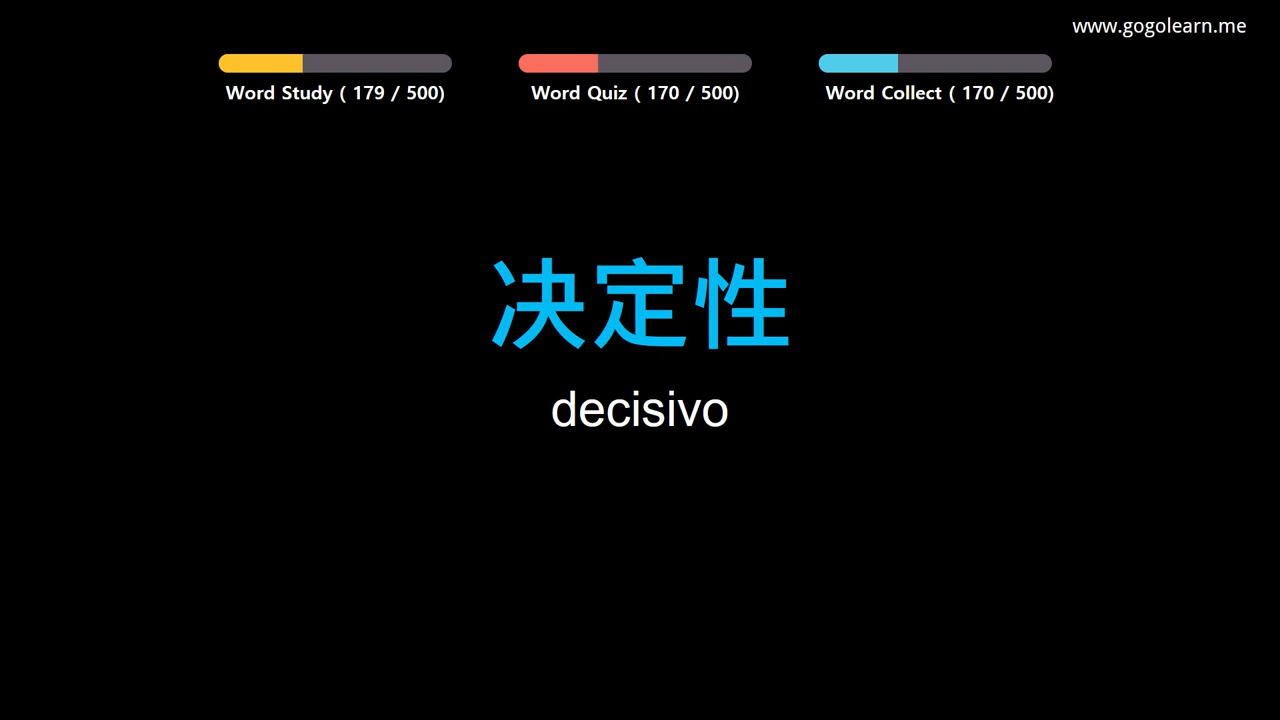 www.gogolearn.me
Word Study ( 179 / 500)
Word Quiz ( 170 / 500)
Word Collect ( 170 / 500)
决定性
decisivo